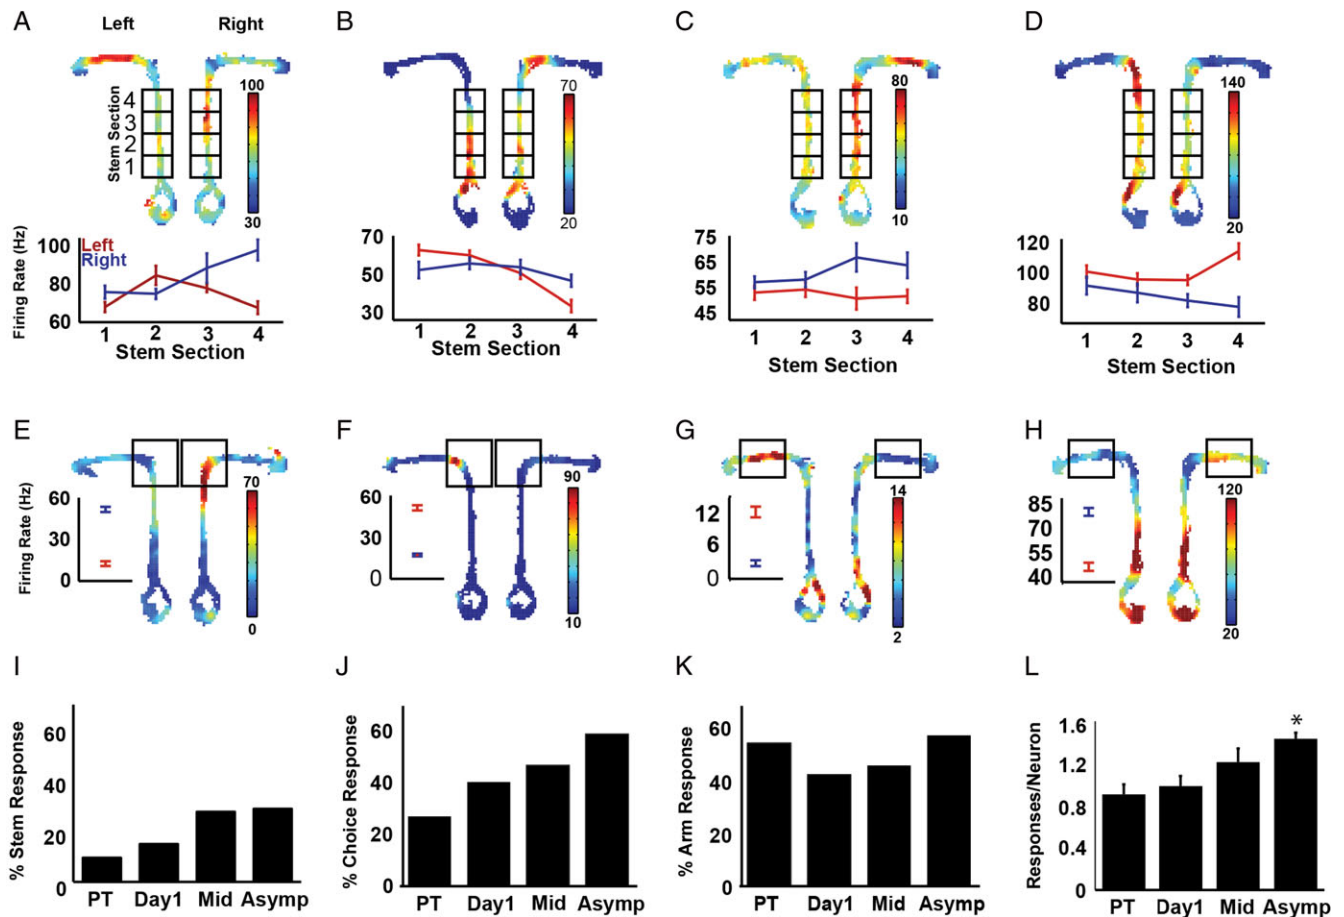 A B C D
Left Right
100 70 80 140
Stem Section
4
3
2
1
30 20 10 20
Firing Rate (Hz)
Left
Right
100
80
60
1 2 3 4
Stem Section
70
50
30
1 2 3 4
Stem Section
75
65
55
45
1 2 3 4
Stem Section
120
100
80
1 2 3 4
Stem Section
E F G H
Firing Rate (Hz)
60
30
0
70
0
60
30
0
90
10
12
6
0
14
2
85
70
55
40
120
20
I J K L
% Stem Response
60
40
20
0
PT Day1 Mid Asymp
% Choice Response
60
40
20
0
PT Day1 Mid Asymp
% Arm Response
60
40
20
0
PT Day1 Mid Asymp
Responses/Neuron
1.6
1.2
0.8
0.4
0
*
PT Day1 Mid Asymp